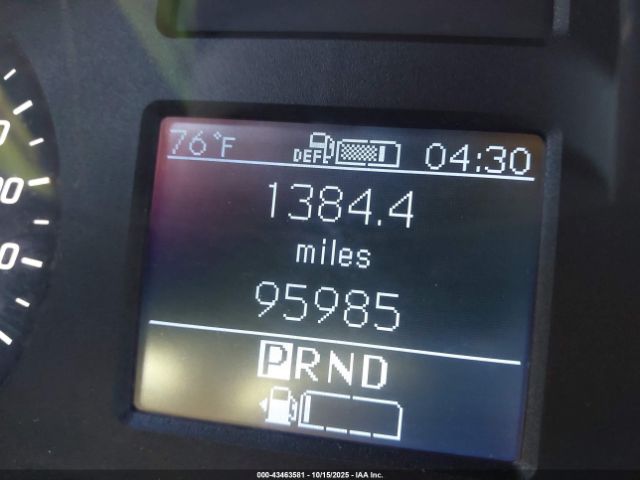 76°F DEF 04:30
1384.4
miles
95985
PRND
000-43463581 - 10/15/2025 - IAA Inc.